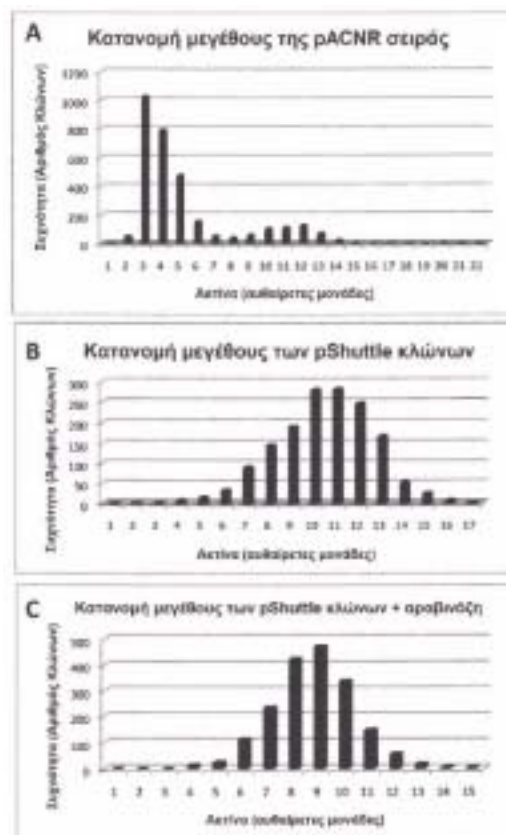 A
Κατανομή μεγέθους της pACNR σειράς
Συχνότητα (Αριθμός Κλώνων)
1200
1000
800
600
400
200
0
1 2 3 4 5 6 7 8 9 10 11 12 13 14 15 16 17 18 19 20 21 22
Ακτίνα (αυθαίρετες μονάδες)
B
Κατανομή μεγέθους των pShuttle κλώνων
Συχνότητα (Αριθμός Κλώνων)
300
250
200
150
100
50
0
1 2 3 4 5 6 7 8 9 10 11 12 13 14 15 16 17
Ακτίνα (αυθαίρετες μονάδες)
C
Κατανομή μεγέθους των pShuttle κλώνων + αραβινόζη
Συχνότητα (Αριθμός Κλώνων)
500
400
300
200
100
0
1 2 3 4 5 6 7 8 9 10 11 12 13 14 15
Ακτίνα (αυθαίρετες μονάδες)